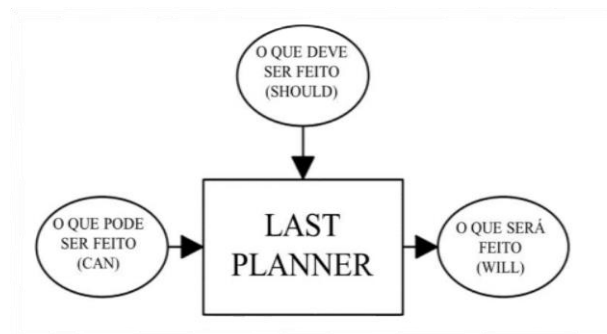 O QUE DEVE
SER FEITO
(SHOULD)
O QUE PODE
SER FEITO
(CAN)
LAST
PLANNER
O QUE SERÁ
FEITO
(WILL)